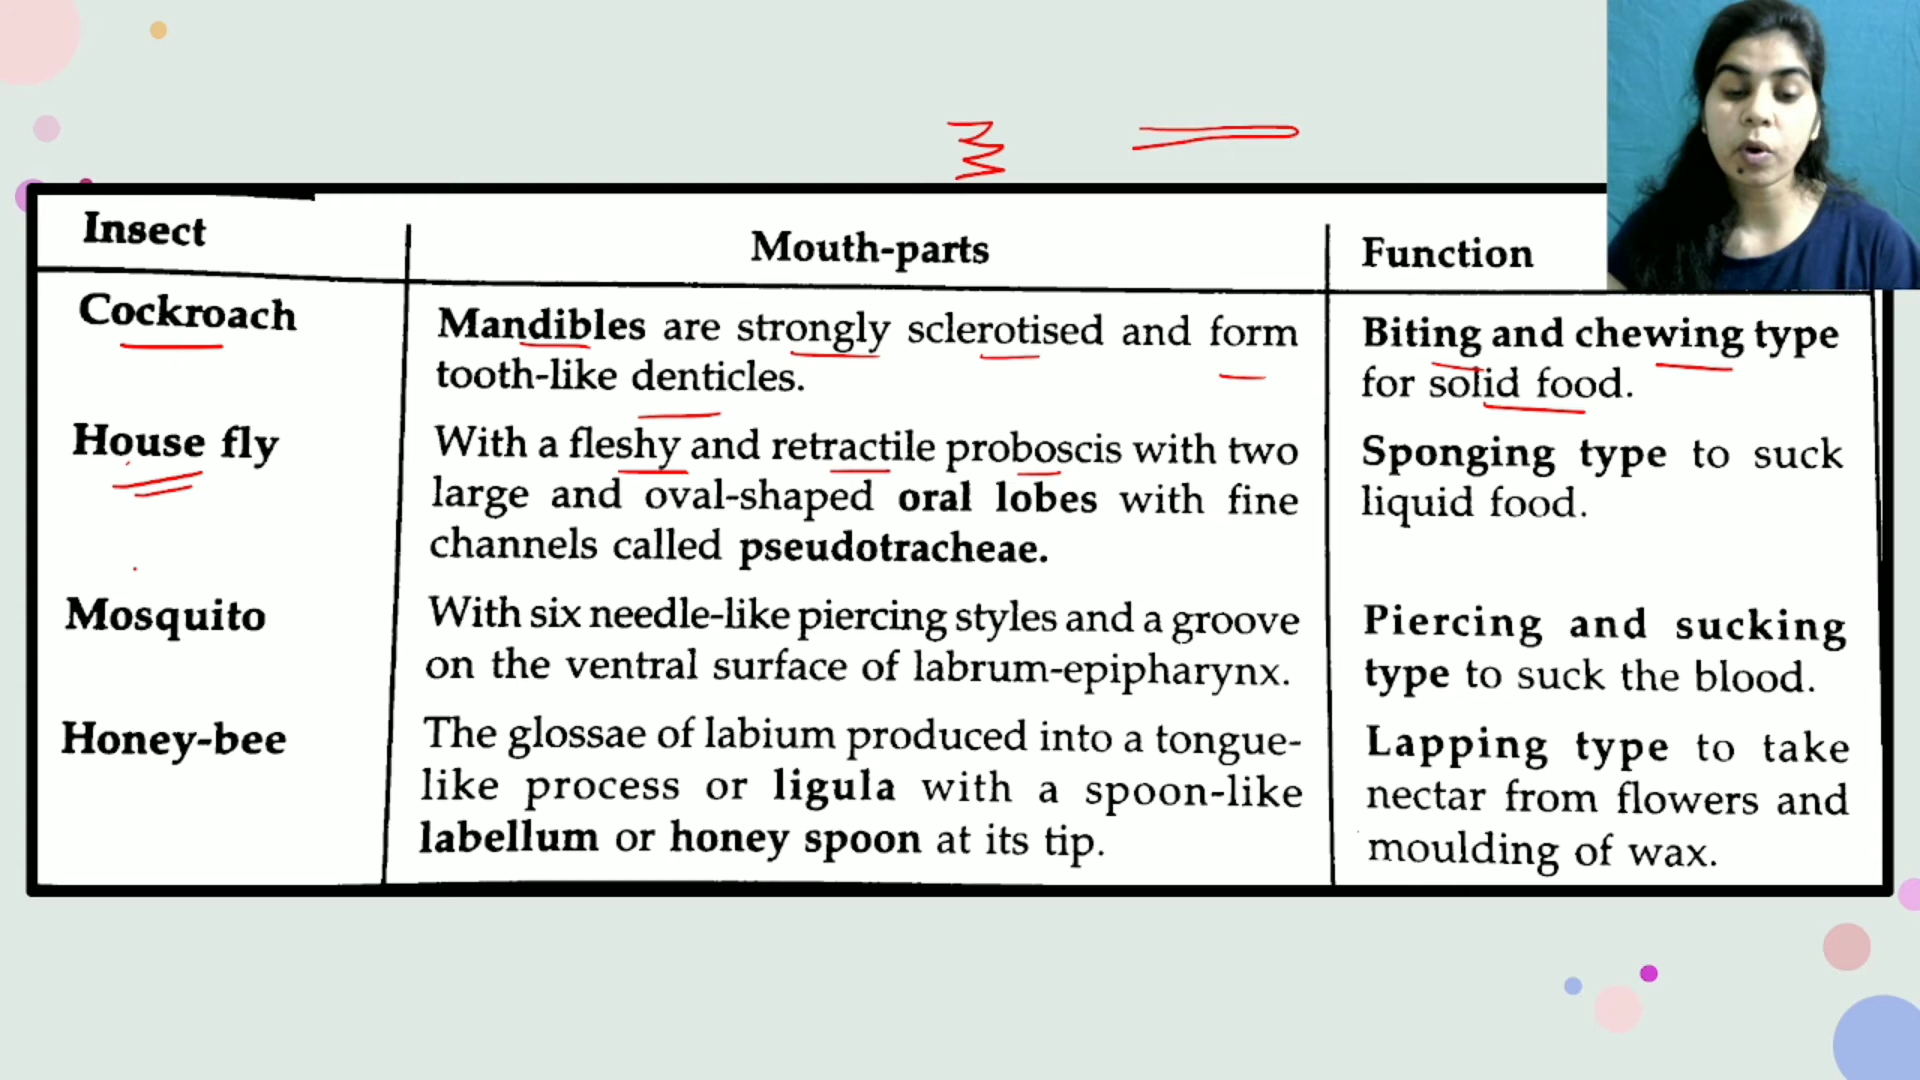 Insect
Mouth-parts
Function
Cockroach
Mandibles are strongly sclerotised and form
tooth-like denticles.
Biting and chewing type
for solid food.
House fly
With a fleshy and retractile proboscis with two
large and oval-shaped oral lobes with fine
channels called pseudotracheae.
Sponging type to suck
liquid food.
Mosquito
With six needle-like piercing styles and a groove
on the ventral surface of labrum-epipharynx.
Piercing and sucking
type to suck the blood.
Honey-bee
The glossae of labium produced into a tongue-
like process or ligula with a spoon-like
labellum or honey spoon at its tip.
Lapping type to take
nectar from flowers and
moulding of wax.